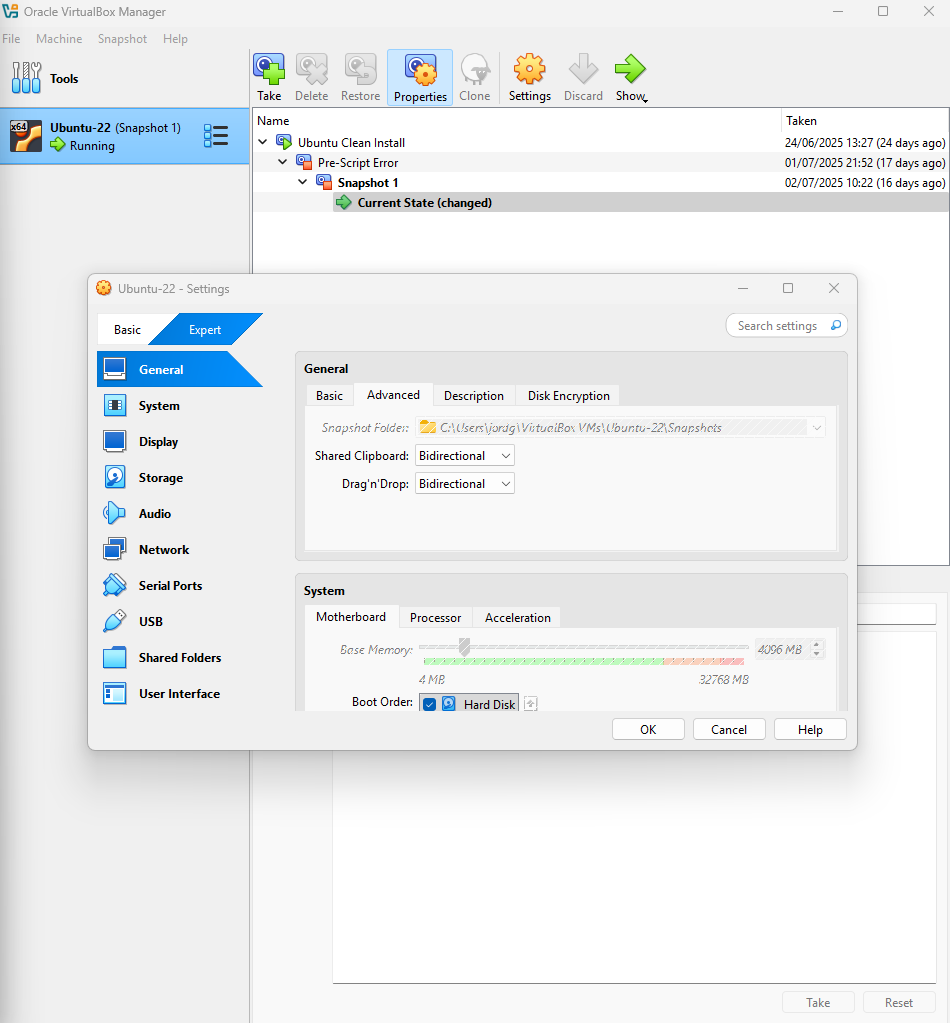 Oracle VirtualBox Manager
File Machine Snapshot Help
Tools
Take Delete Restore Properties Clone Settings Discard Show
x64
Ubuntu-22 (Snapshot 1)
Running
Name Taken
Ubuntu Clean Install 24/06/2025 13:27 (24 days ago)
Pre-Script Error 01/07/2025 21:52 (17 days ago)
Snapshot 1 02/07/2025 10:22 (16 days ago)
Current State (changed)
Ubuntu-22 - Settings
Basic Expert
Search settings
General
System
Display
Storage
Audio
Network
Serial Ports
USB
Shared Folders
User Interface
General
Basic Advanced Description Disk Encryption
Snapshot Folder: C:\Users\jordg\VirtualBox VMs\Ubuntu-22\Snapshots
Shared Clipboard: Bidirectional
Drag'n'Drop: Bidirectional
System
Motherboard Processor Acceleration
Base Memory: 4096 MB
4 MB 32768 MB
Boot Order: Hard Disk
OK Cancel Help
Take Reset